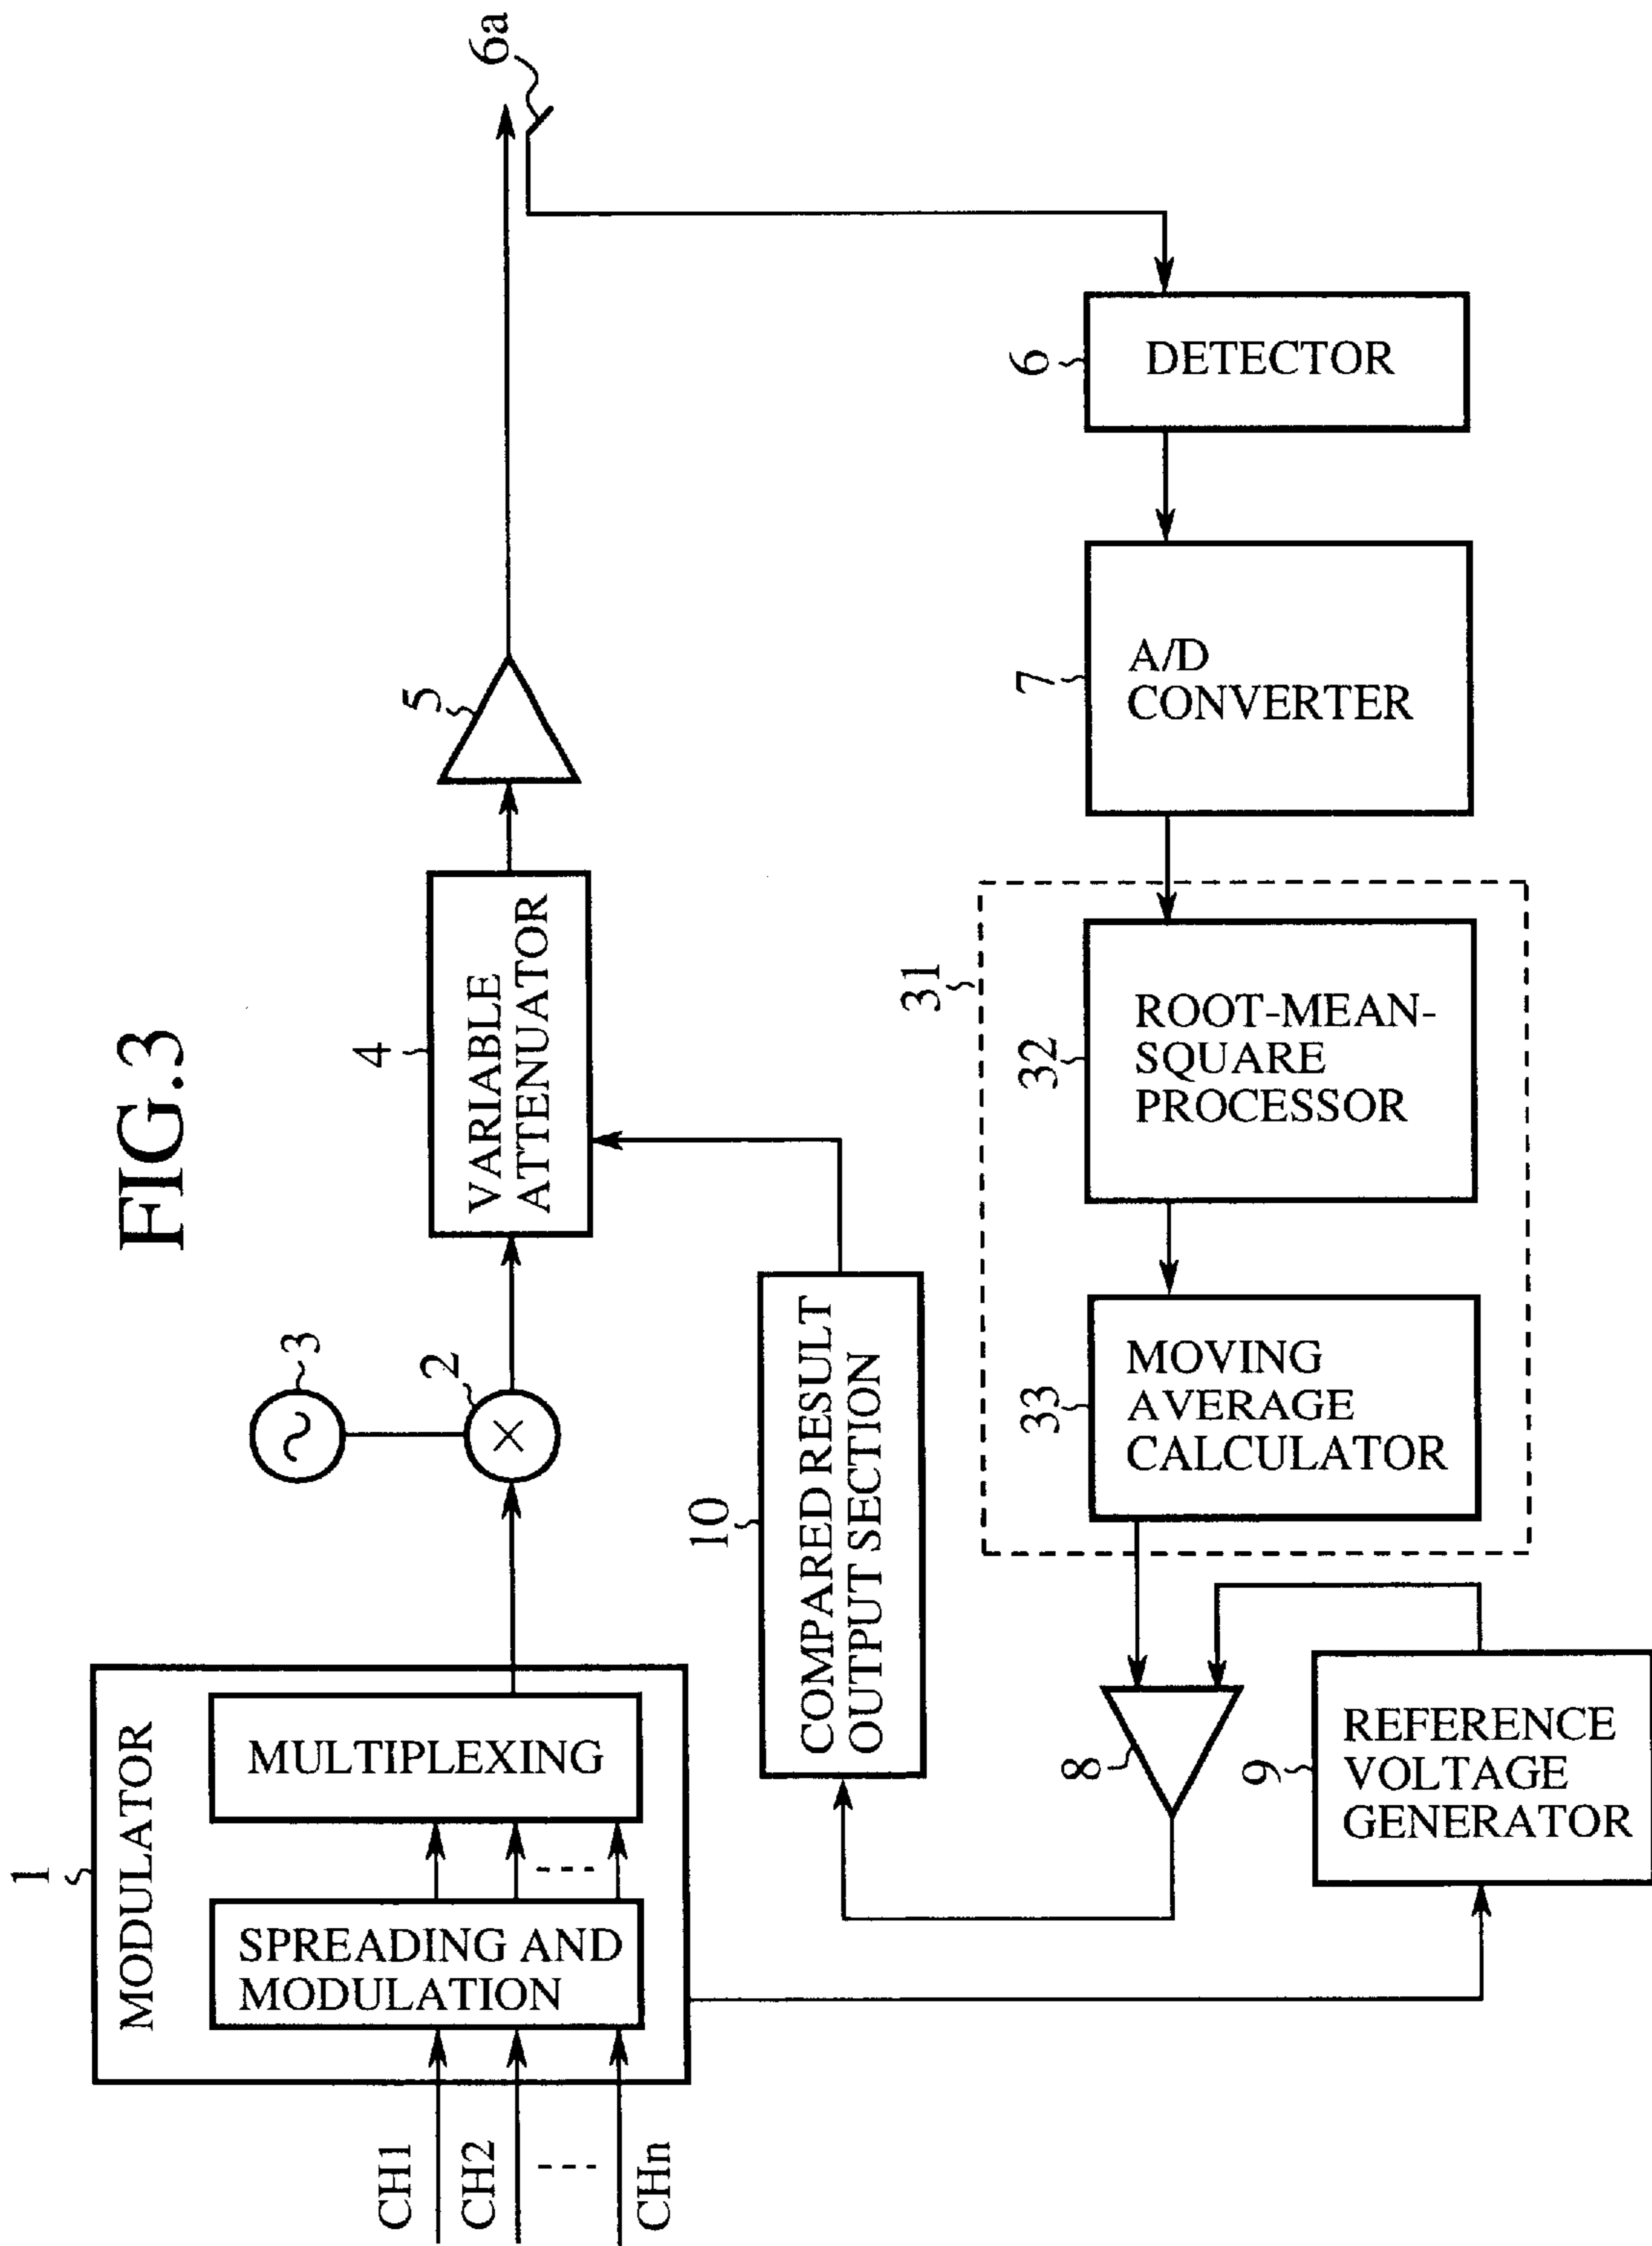 FIG.3
1
MODULATOR
SPREADING AND
MODULATION
MULTIPLEXING
CH1
CH2
CHn
2
3
4
VARIABLE
ATTENUATOR
5
6a
6
DETECTOR
7
A/D
CONVERTER
31
32
ROOT-MEAN-
SQUARE
PROCESSOR
33
MOVING
AVERAGE
CALCULATOR
8
9
REFERENCE
VOLTAGE
GENERATOR
10
COMPARED RESULT
OUTPUT SECTION